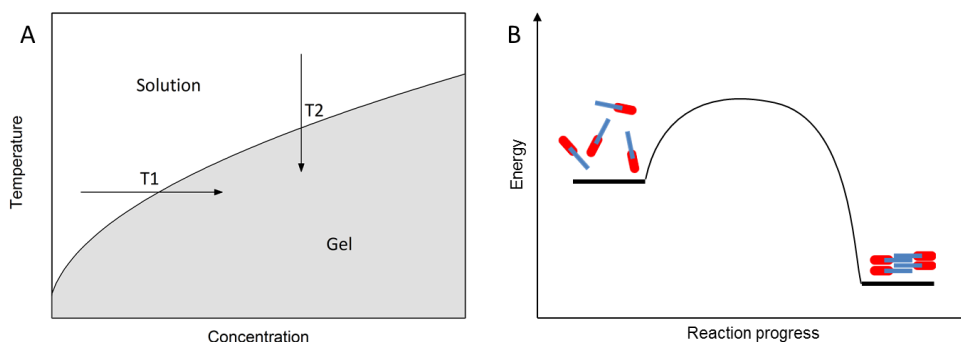 A
Solution
T2
T1
Gel
Temperature
Concentration
B
Energy
Reaction progress